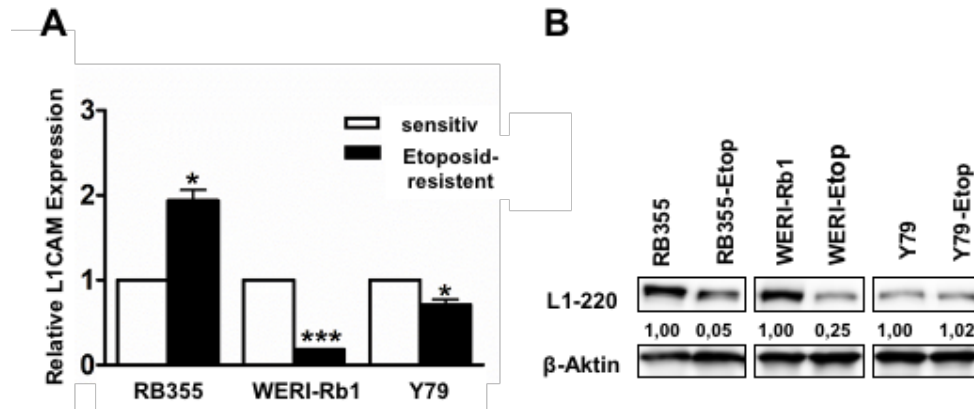 A
Relative L1CAM Expression
3
2
1
0
sensitiv
Etoposid-
resistent
*
***
*
RB355
WERI-Rb1
Y79
B
RB355
RB355-Etop
WERI-Rb1
WERI-Etop
Y79
Y79-Etop
L1-220
1,00 0,05 1,00 0,25 1,00 1,02
β-Aktin